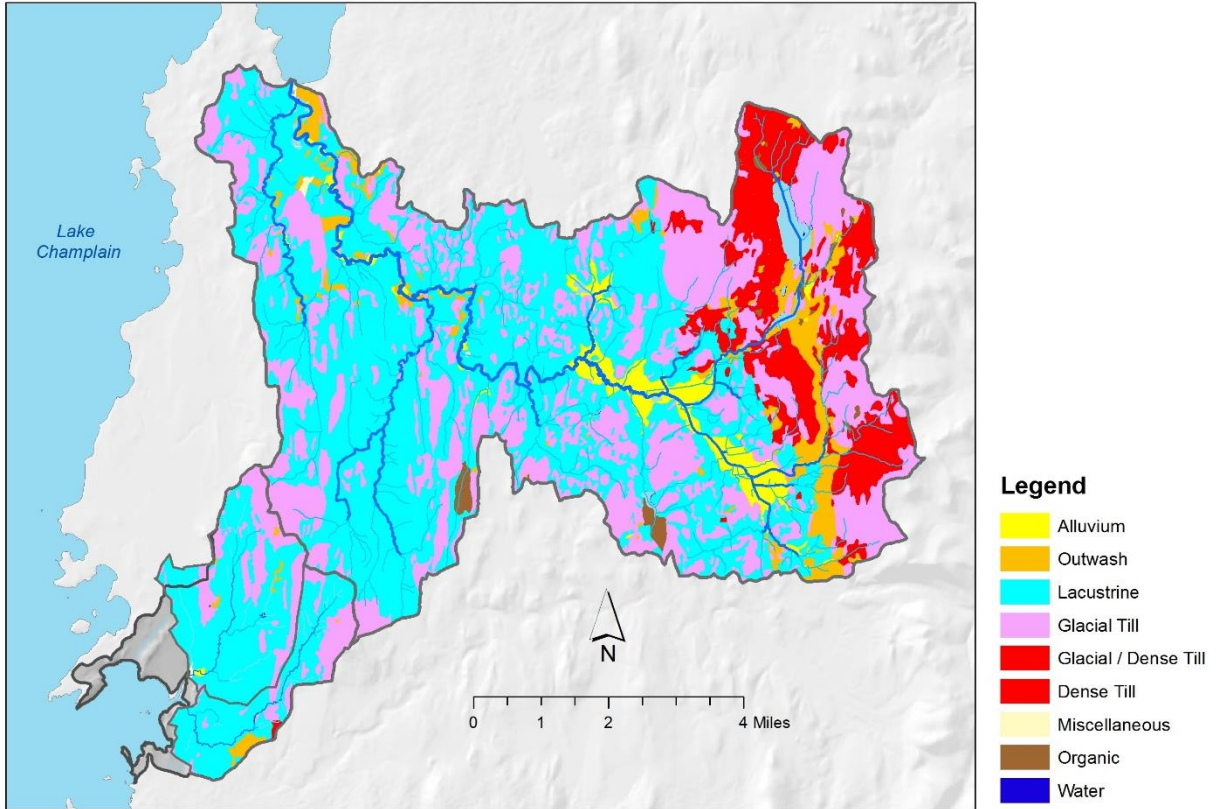 Lake
Champlain
N
0 1 2 4 Miles
Legend
Alluvium
Outwash
Lacustrine
Glacial Till
Glacial / Dense Till
Dense Till
Miscellaneous
Organic
Water